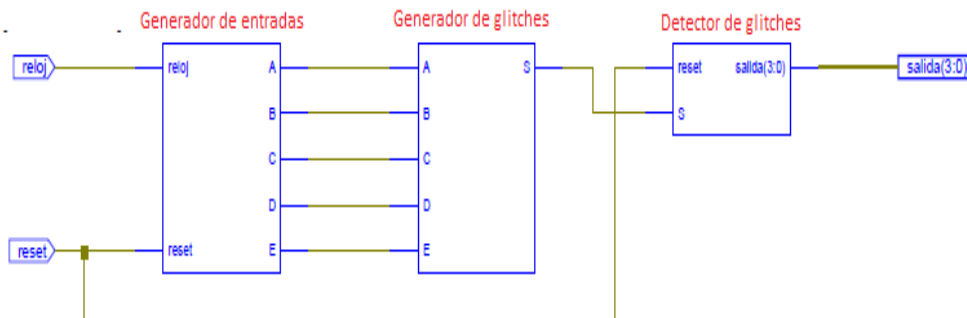 Generador de entradas
Generador de glitches
Detector de glitches
reloj
reloj
A
A
S
reset
salida(3:0)
salida(3:0)
B
B
S
C
C
D
D
reset
reset
E
E